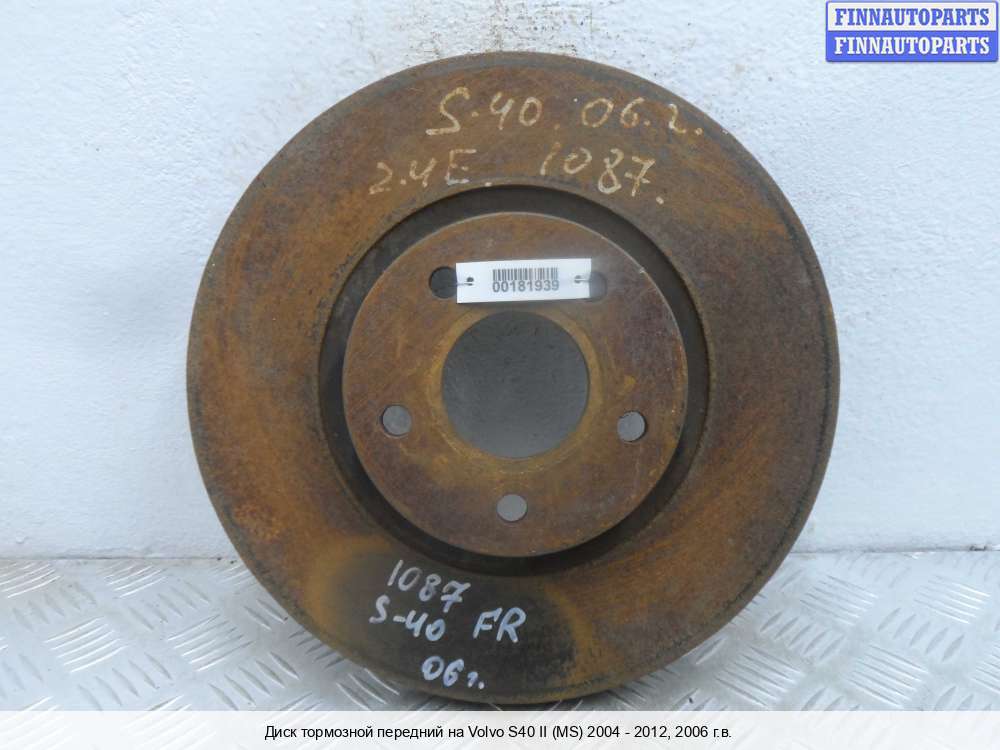 FINNAUTOPARTS
FINNAUTOPARTS
S-40. 06.г.
2.4E. 1087.
00181939
1087
S-40 FR
06г.
Диск тормозной передний на Volvo S40 II (MS) 2004 - 2012, 2006 г.в.